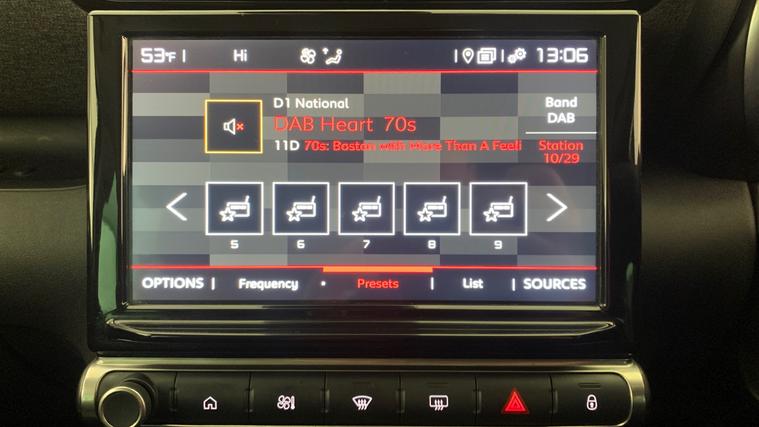 53°F
Hi
13:06
D1 National
DAB Heart 70s
11D 70s: Boston with More Than A Feeli
Band
DAB
Station
10/29
5 6 7 8 9
OPTIONS Frequency Presets List SOURCES